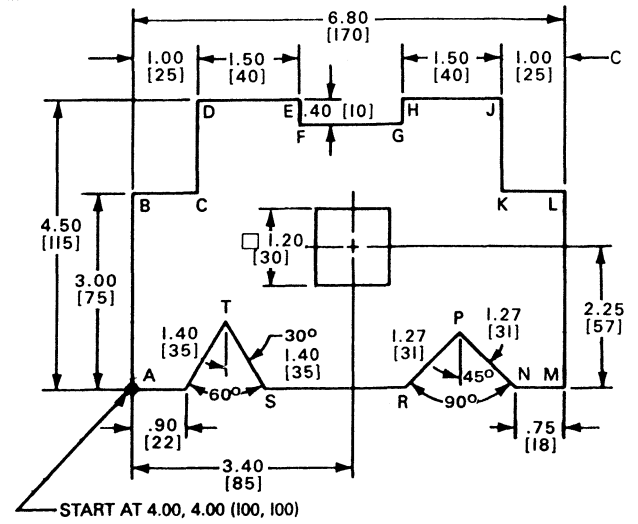 6.80
[170]
1.00
[25]
1.50
[40]
1.50
[40]
1.00
[25]
C
D
E
.40 [10]
H
J
F
G
B
C
K
L
4.50
[115]
□ 1.20
[30]
3.00
[75]
2.25
[57]
T
P
1.40
[35]
30°
1.40
[35]
1.27
[31]
1.27
[31]
A
60°
S
R
45°
90°
N
M
.90
[22]
.75
[18]
3.40
[85]
START AT 4.00, 4.00 (100, 100)